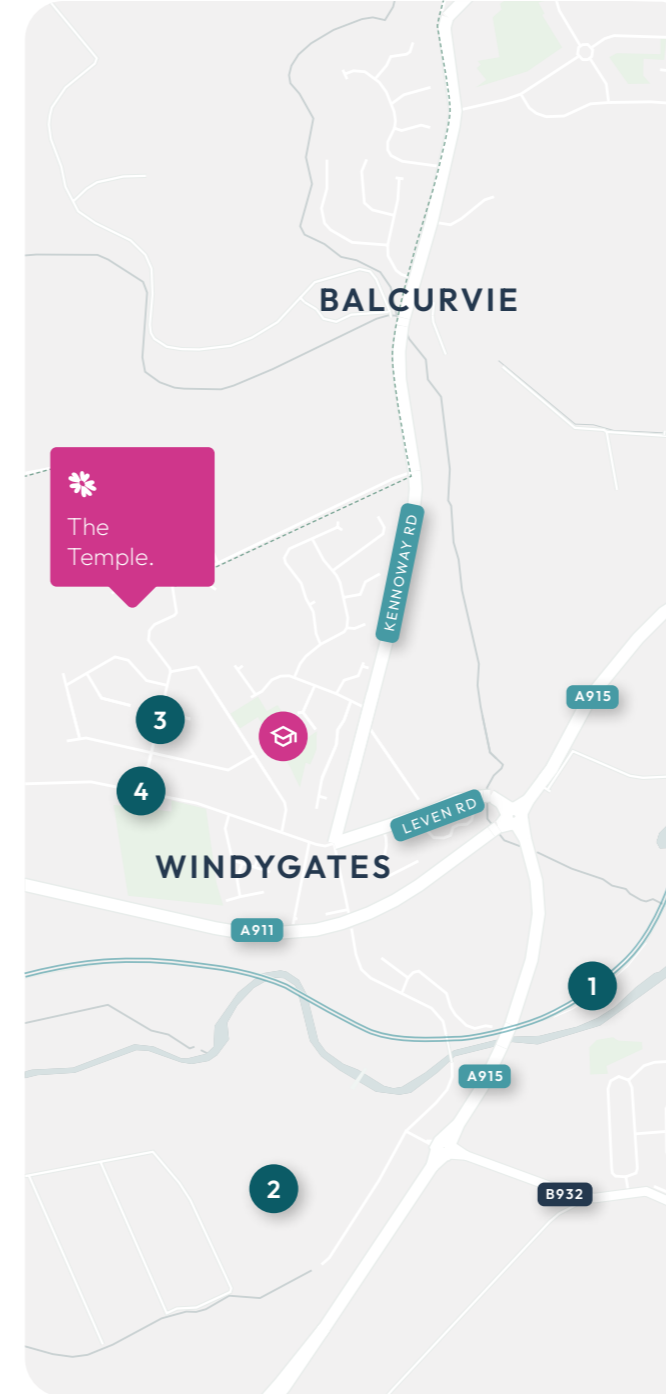 BALCURVIE
The
Temple.
KENNOWAY RD
A915
3
4
LEVEN RD
WINDYGATES
A911
1
A915
2
B932